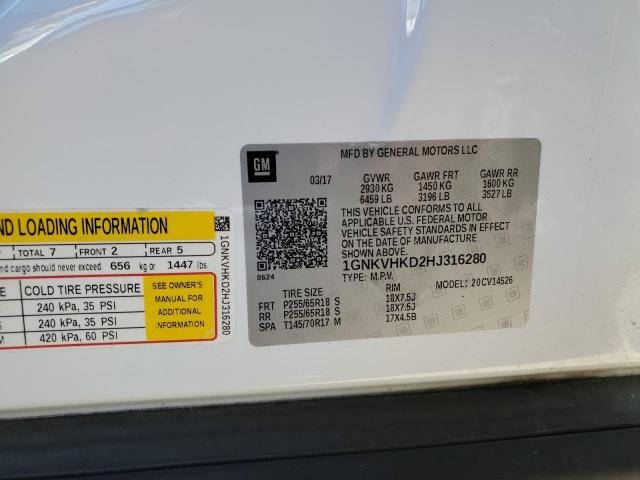 GM
MFD BY GENERAL MOTORS LLC
03/17 GVWR GAWR FRT GAWR RR
2930 KG 1450 KG 1600 KG
6459 LB 3196 LB 3527 LB
THIS VEHICLE CONFORMS TO ALL
APPLICABLE U.S. FEDERAL MOTOR
VEHICLE SAFETY STANDARDS IN EFFECT
ON THE DATE OF MANUFACTURE
SHOWN ABOVE.
1GNKVHKD2HJ316280
8624
TYPE: M.P.V. MODEL: 20CV14526
TIRE SIZE RIM
FRT P255/65R18 S 18X7.5J
RR P255/65R18 S 18X7.5J
SPA T145/70R17 M 17X4.5B
ND LOADING INFORMATION
TOTAL 7 FRONT 2 REAR 5
d cargo should never exceed 656 kg or 1447 lbs.
COLD TIRE PRESSURE
240 kPa, 35 PSI
240 kPa, 35 PSI
420 kPa, 60 PSI
SEE OWNER'S
MANUAL FOR
ADDITIONAL
INFORMATION
1GNKVHKD2HJ316280